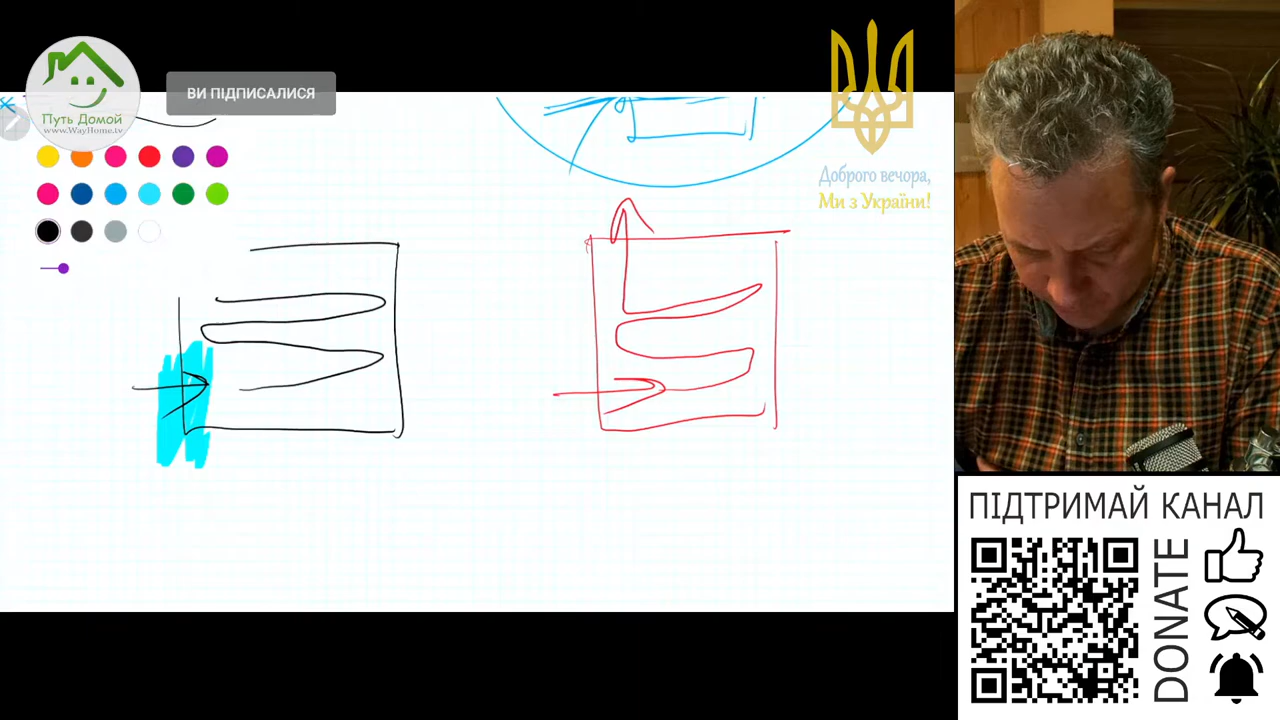 ВИ ПІДПИСАЛИСЯ
Путь Домой
www.WayHome.tv
Доброго вечора,
Ми з України!
ПІДТРИМАЙ КАНАЛ
DONATE